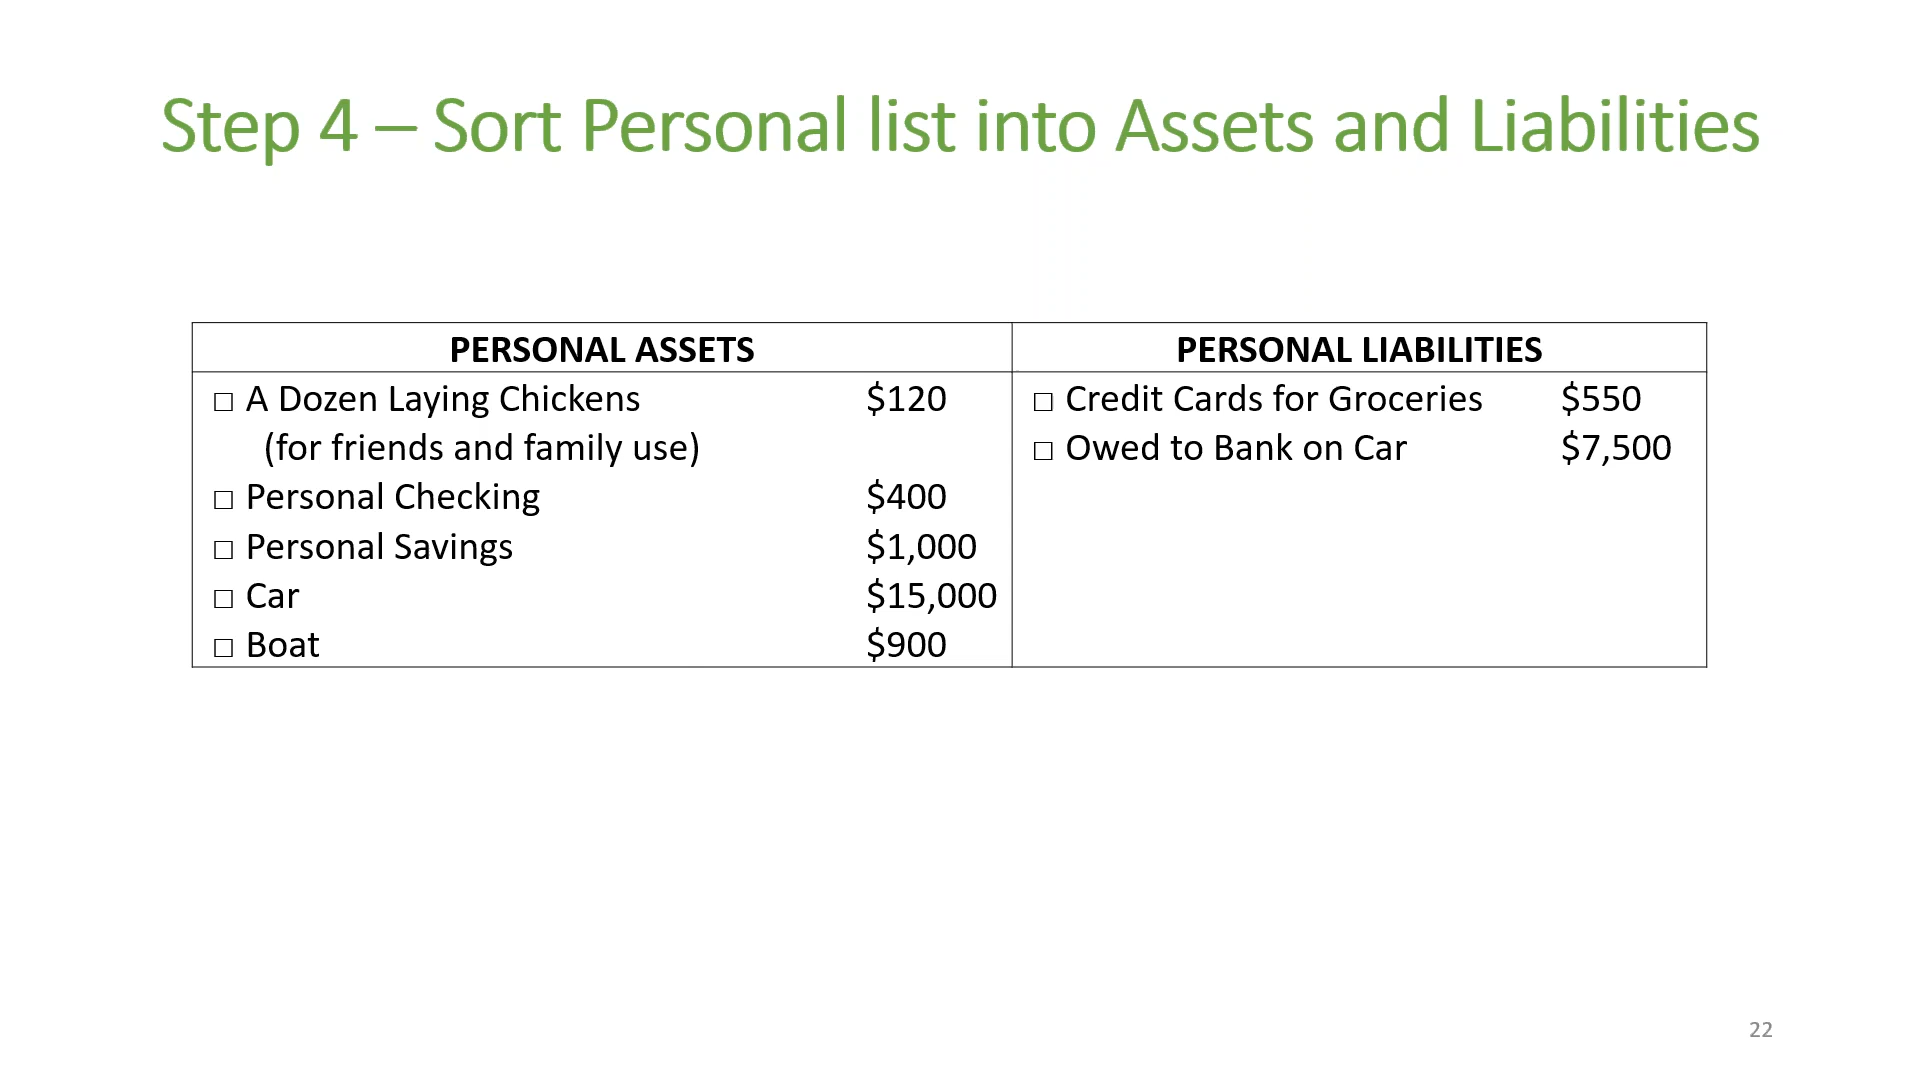 Step 4 – Sort Personal list into Assets and Liabilities
PERSONAL ASSETS
□ A Dozen Laying Chickens $120
(for friends and family use)
□ Personal Checking $400
□ Personal Savings $1,000
□ Car $15,000
□ Boat $900
PERSONAL LIABILITIES
□ Credit Cards for Groceries $550
□ Owed to Bank on Car $7,500
22